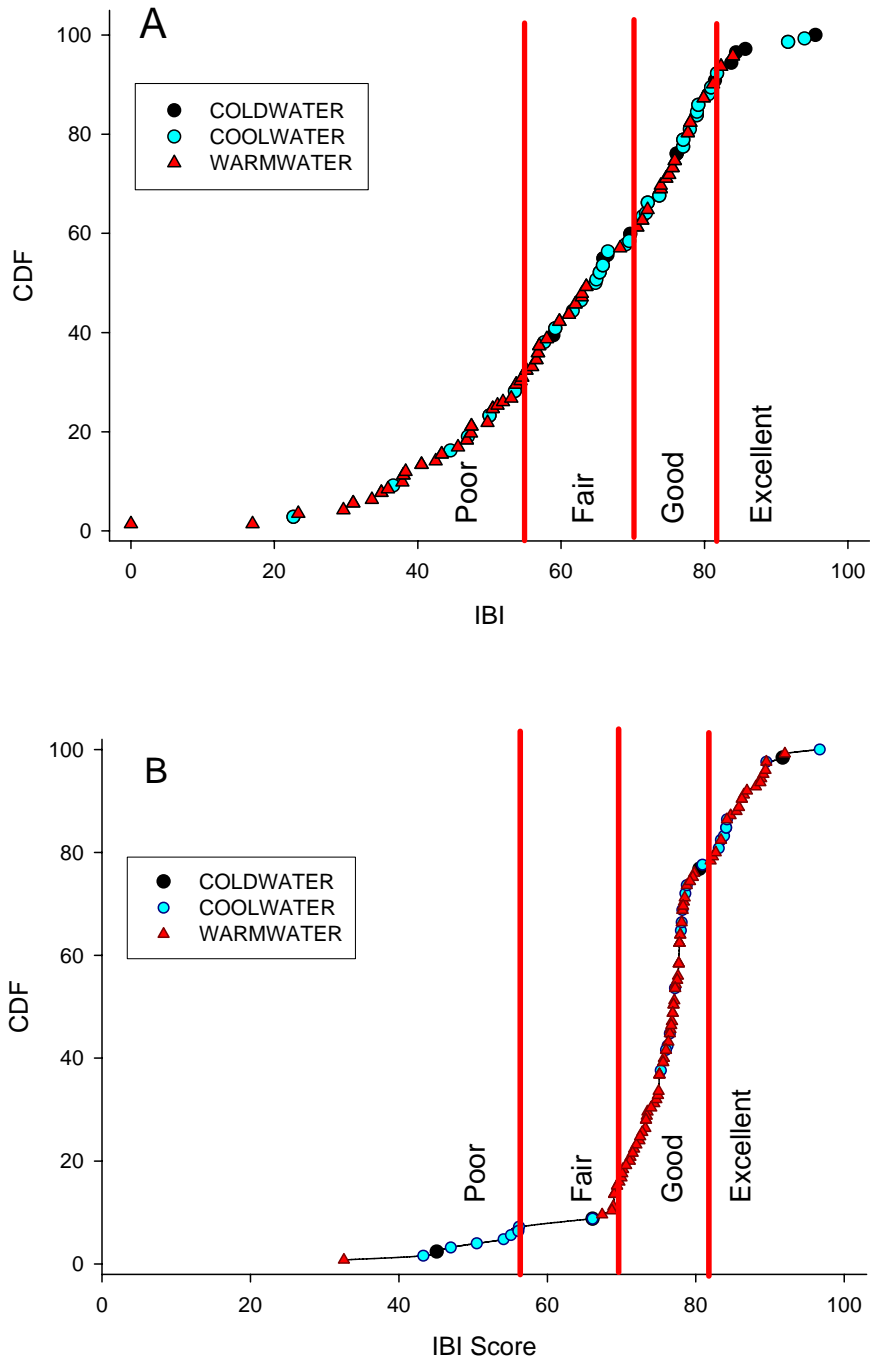 A
100
80
60
40
20
0
CDF
COLDWATER
COOLWATER
WARMWATER
Poor
Fair
Good
Excellent
0 20 40 60 80 100
IBI
B
100
80
60
40
20
0
CDF
COLDWATER
COOLWATER
WARMWATER
Poor
Fair
Good
Excellent
0 20 40 60 80 100
IBI Score